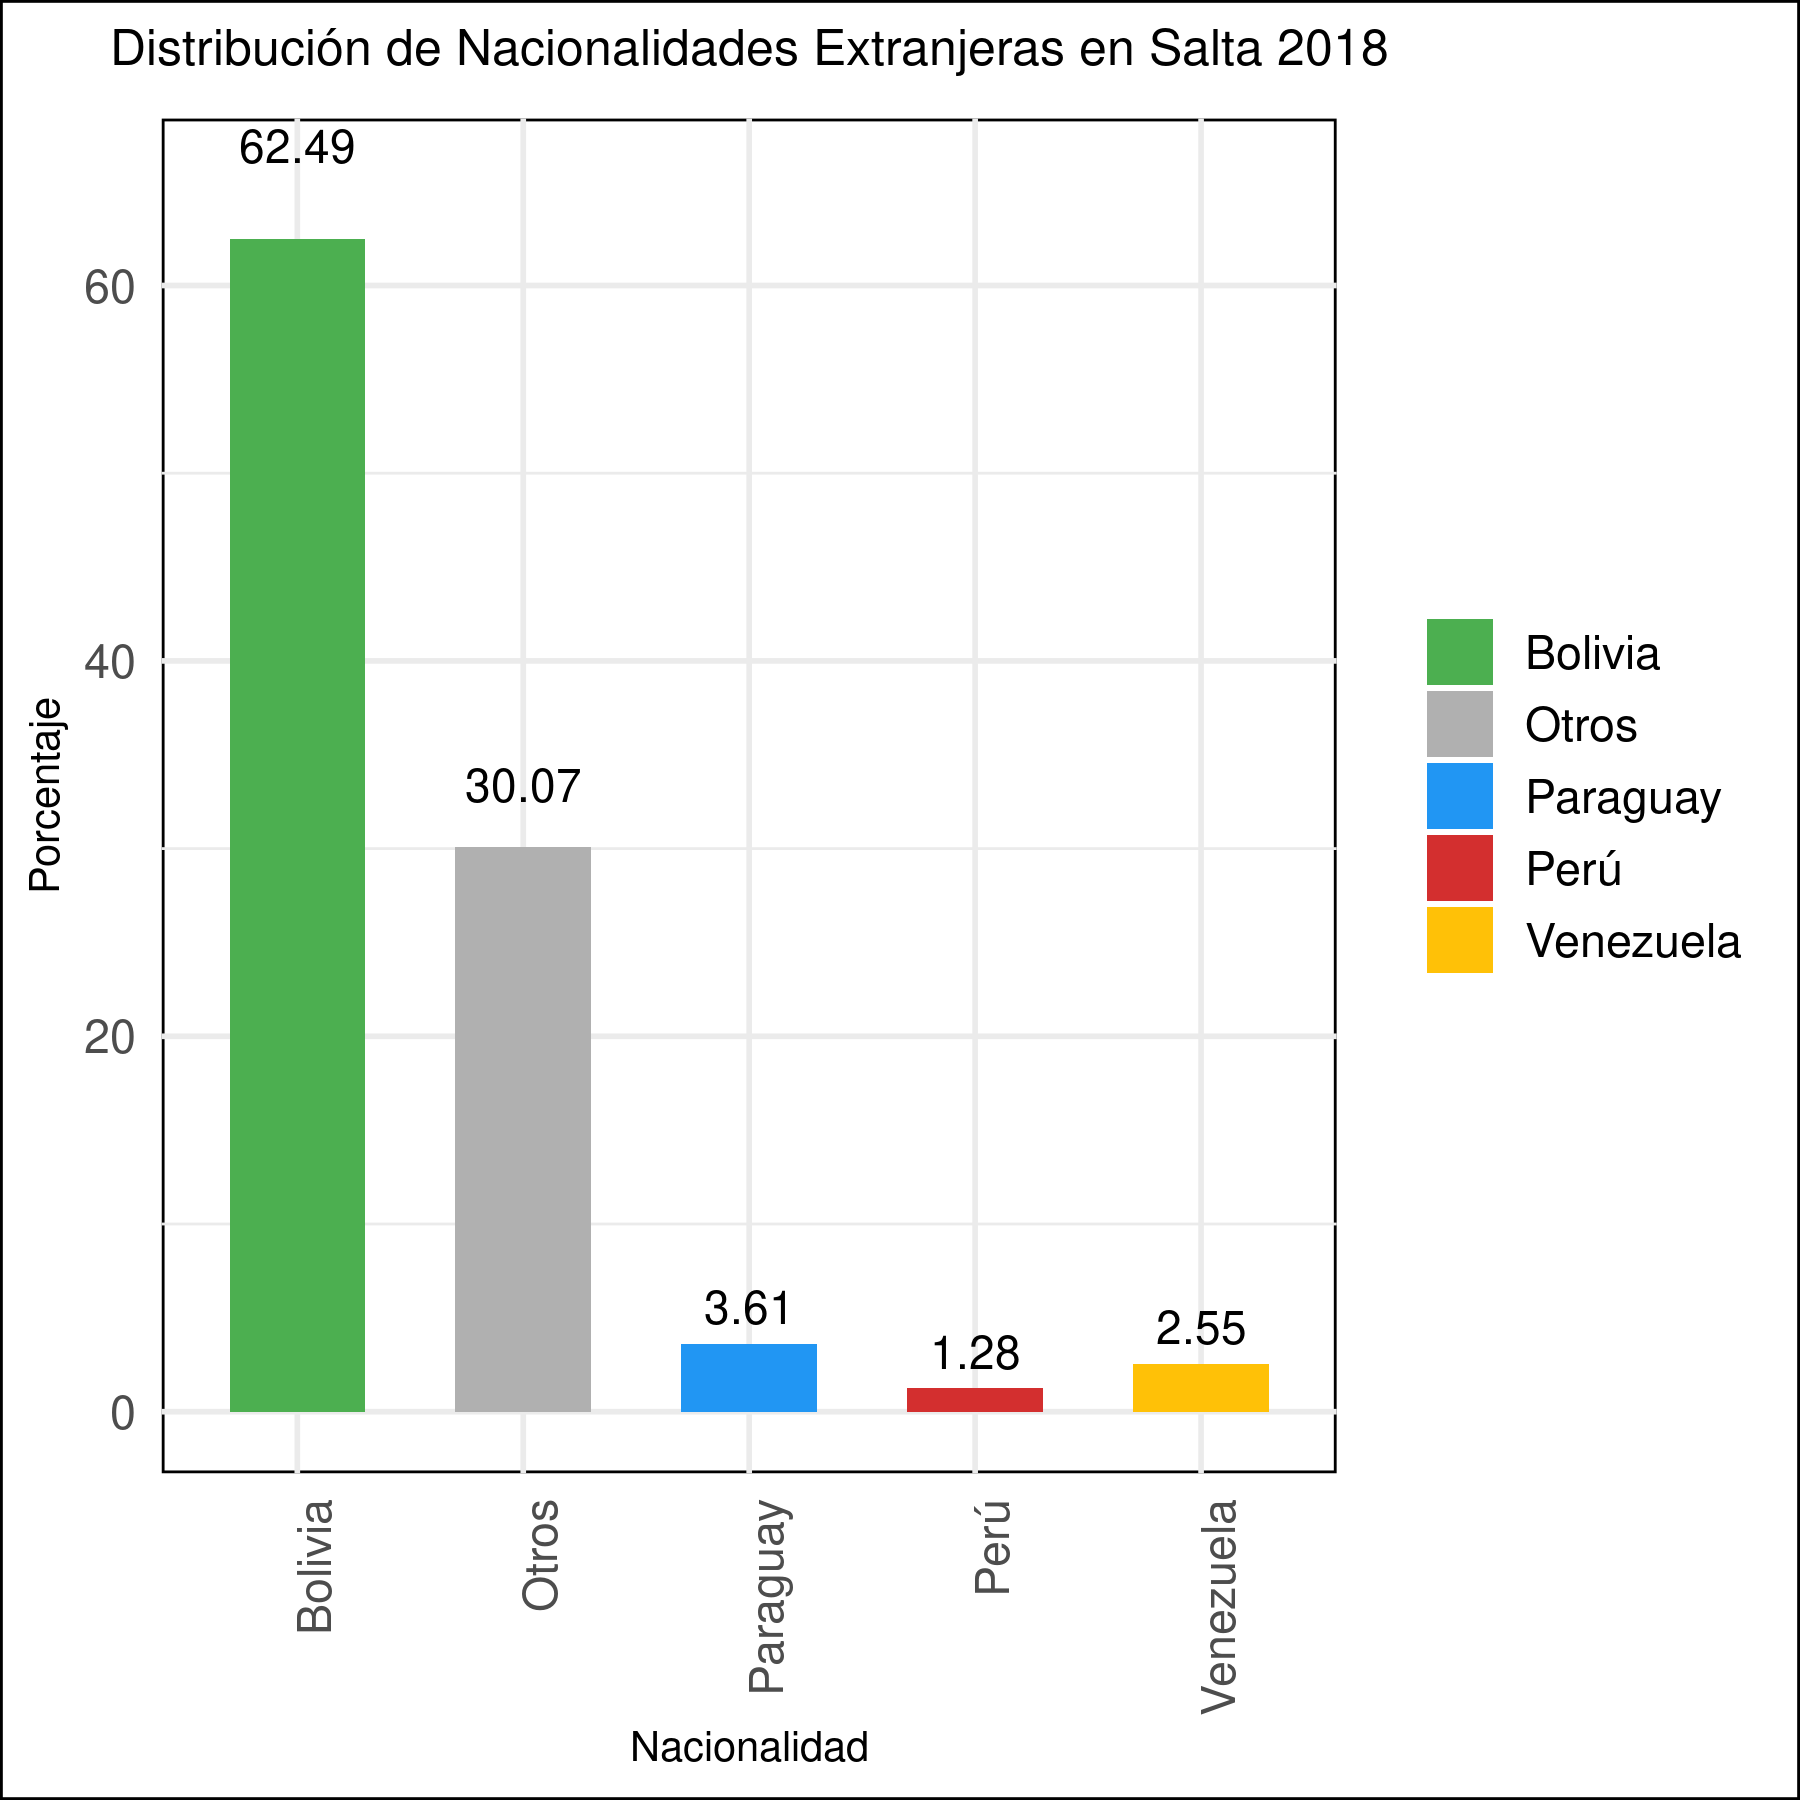 Distribución de Nacionalidades Extranjeras en Salta 2018
62.49
30.07
3.61
1.28
2.55
60
40
20
0
Porcentaje
Bolivia
Otros
Paraguay
Perú
Venezuela
Nacionalidad
Bolivia
Otros
Paraguay
Perú
Venezuela